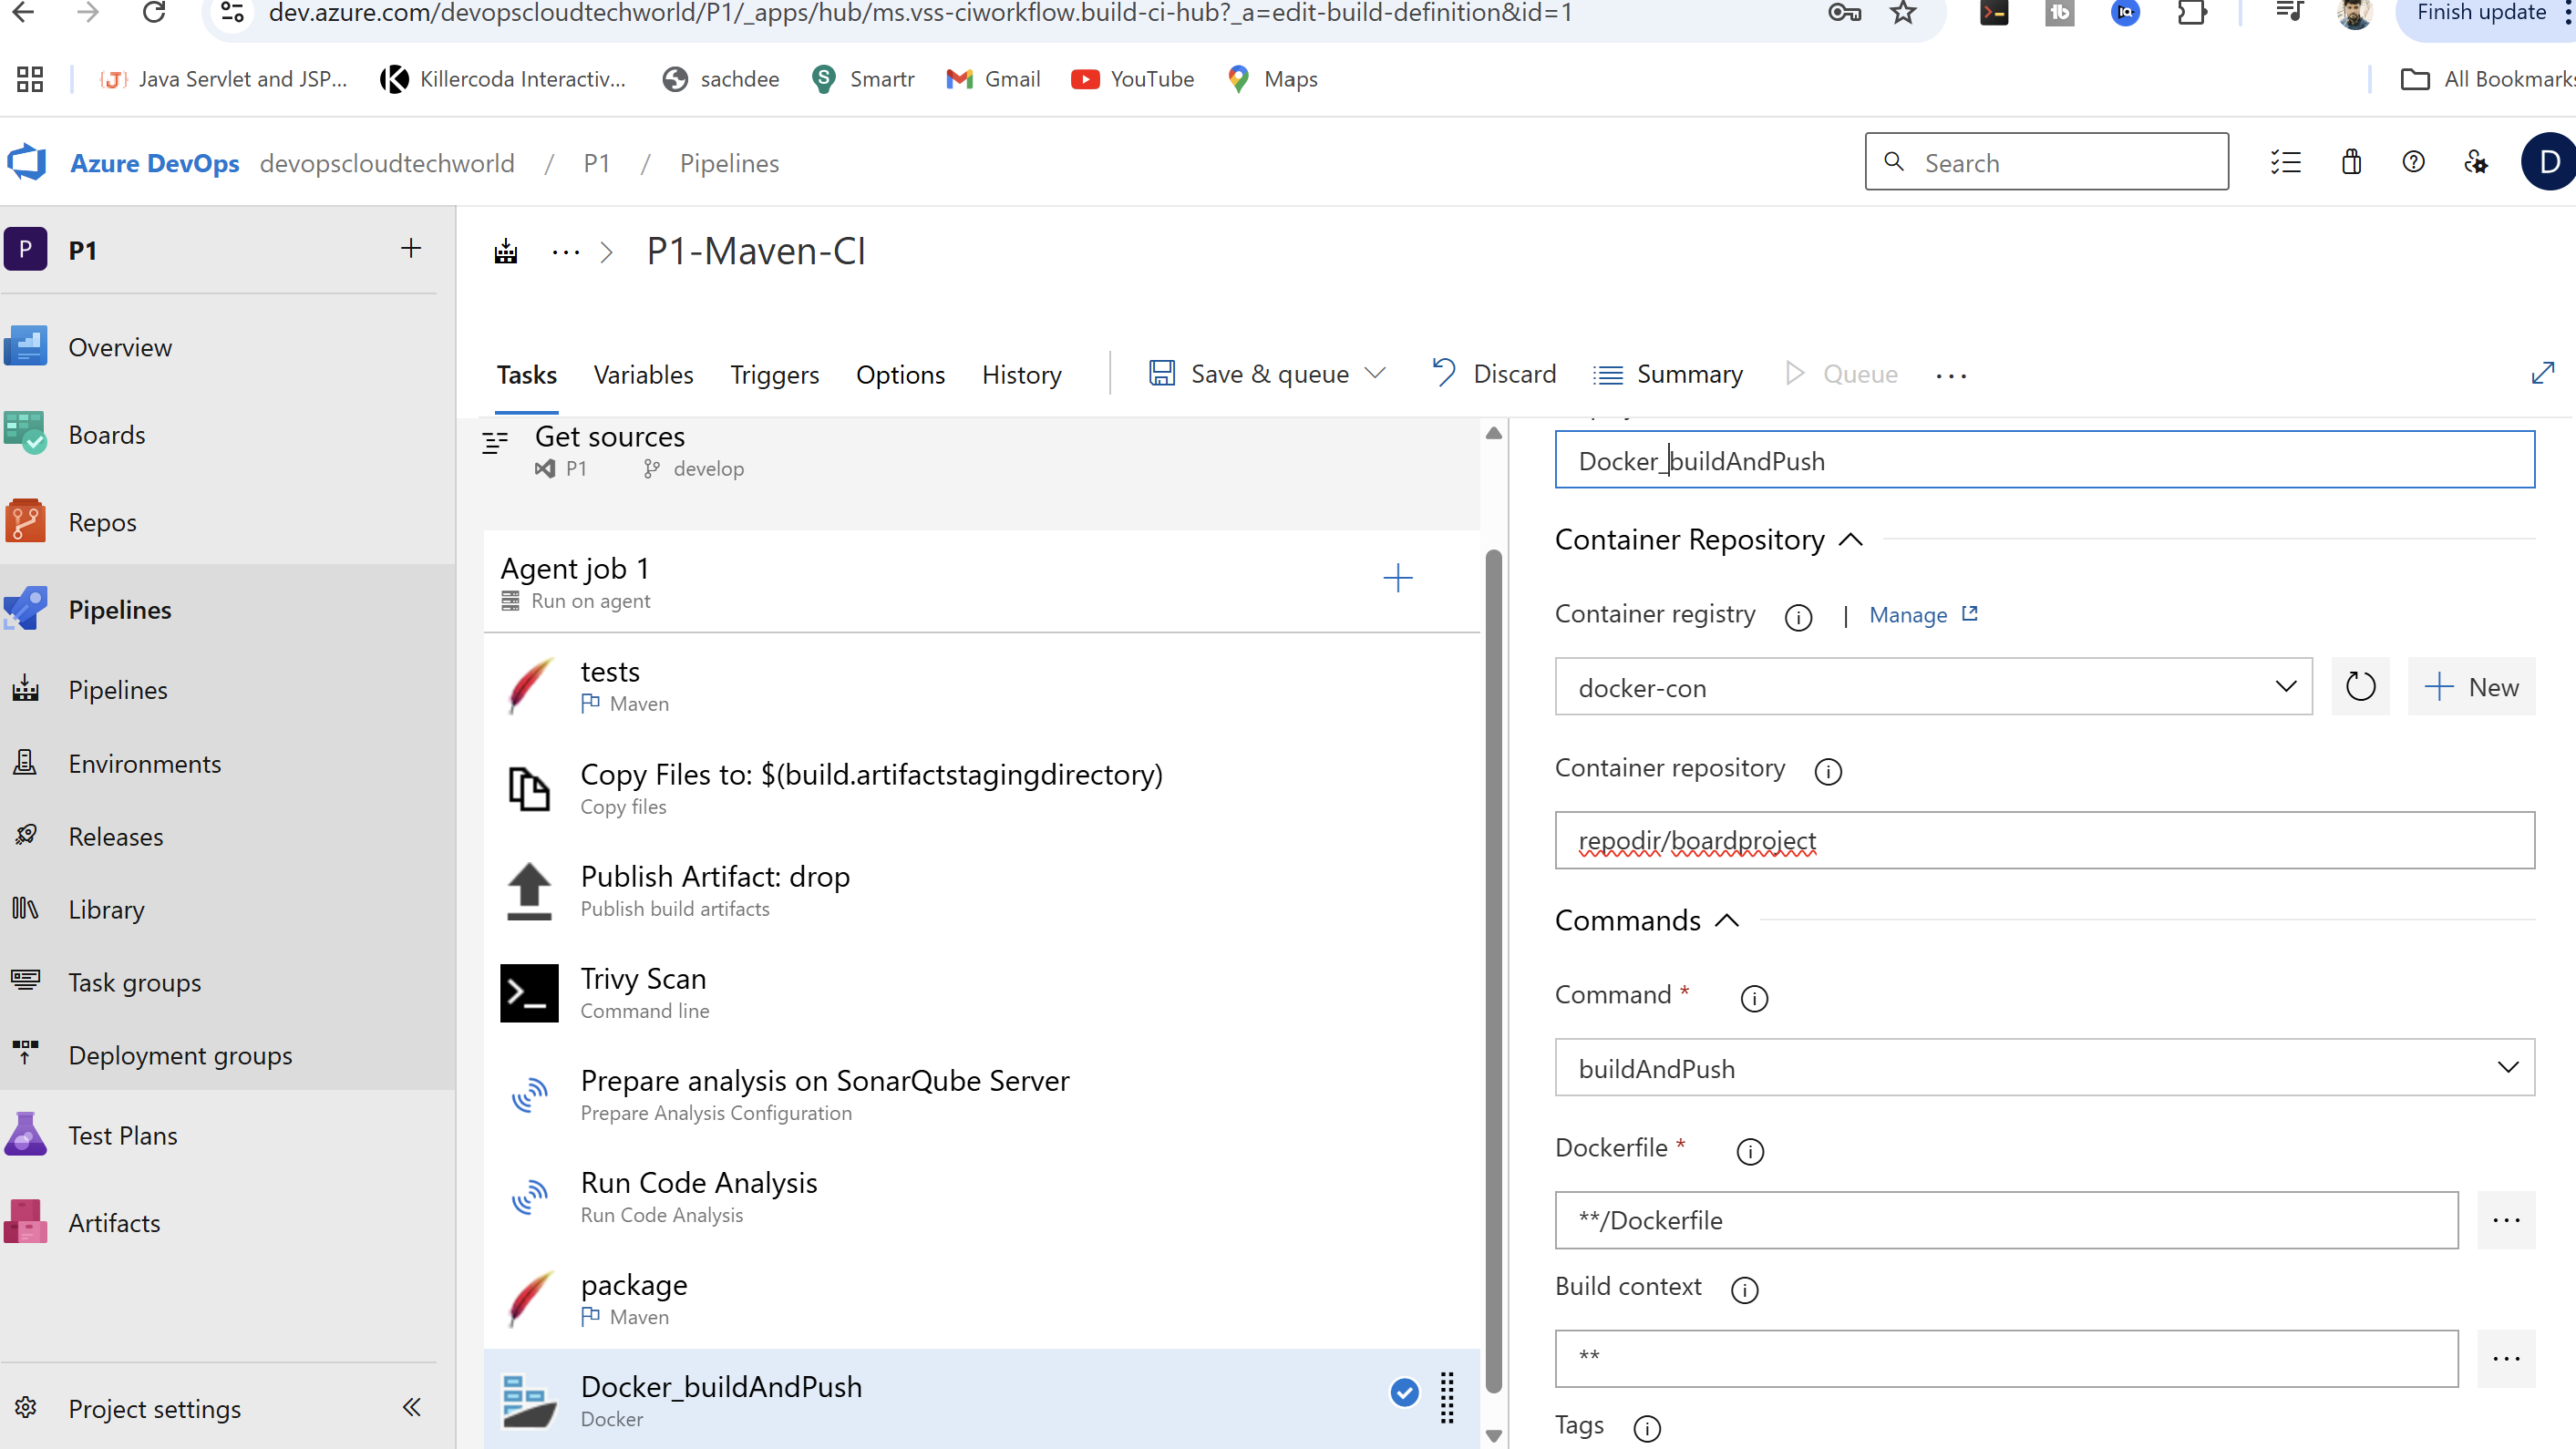 dev.azure.com/devopscloudtechworld/P1/_apps/hub/ms.vss-ciworkflow.build-ci-hub?_a=edit-build-definition&id=1
Finish update
Java Servlet and JSP...
Killercoda Interactiv...
sachdee
Smartr
Gmail
YouTube
Maps
All Bookmarks
Azure DevOps devopscloudtechworld / P1 / Pipelines
Search
D
P P1
Overview
Boards
Repos
Pipelines
Pipelines
Environments
Releases
Library
Task groups
Deployment groups
Test Plans
Artifacts
Project settings
P1-Maven-CI
Tasks Variables Triggers Options History Save & queue Discard Summary Queue
Get sources
P1 develop
Agent job 1
Run on agent
tests
Maven
Copy Files to: $(build.artifactstagingdirectory)
Copy files
Publish Artifact: drop
Publish build artifacts
Trivy Scan
Command line
Prepare analysis on SonarQube Server
Prepare Analysis Configuration
Run Code Analysis
Run Code Analysis
package
Maven
Docker_buildAndPush
Docker
Docker_buildAndPush
Container Repository
Container registry | Manage
docker-con
New
Container repository
repodir/boardproject
Commands
Command *
buildAndPush
Dockerfile *
**/Dockerfile
Build context
**
Tags